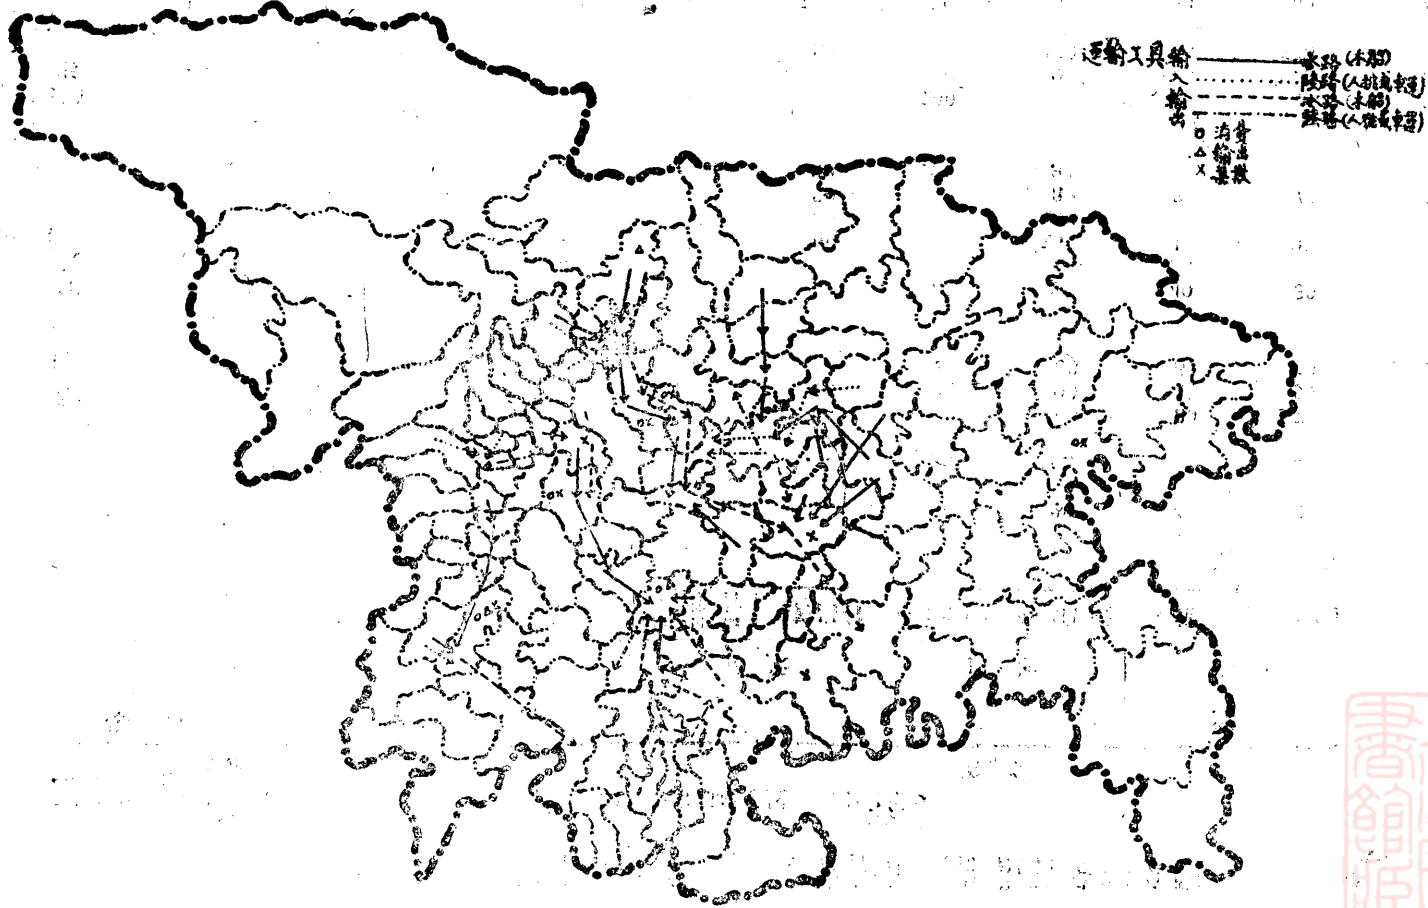 運輸工具 輸 —— 水路(木船)
入 ······ 陸路(人挑或車運)
輸 – – – 水路(木船)
出 –·–·– 陸路(人挑或車運)
o 消費
△ 輸出
x 集散